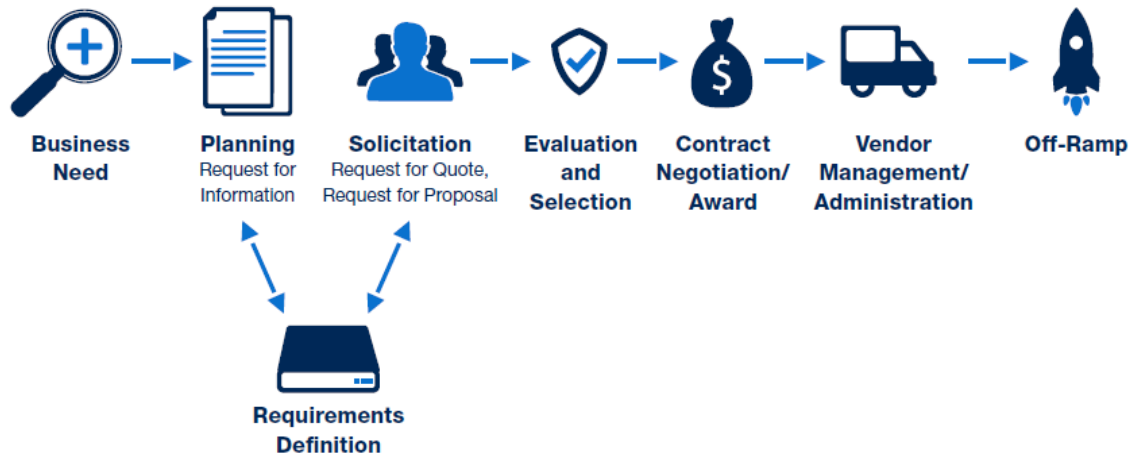 Business
Need
Planning
Request for
Information
Solicitation
Request for Quote,
Request for Proposal
Evaluation
and
Selection
$
Contract
Negotiation/
Award
Vendor
Management/
Administration
Off-Ramp
Requirements
Definition